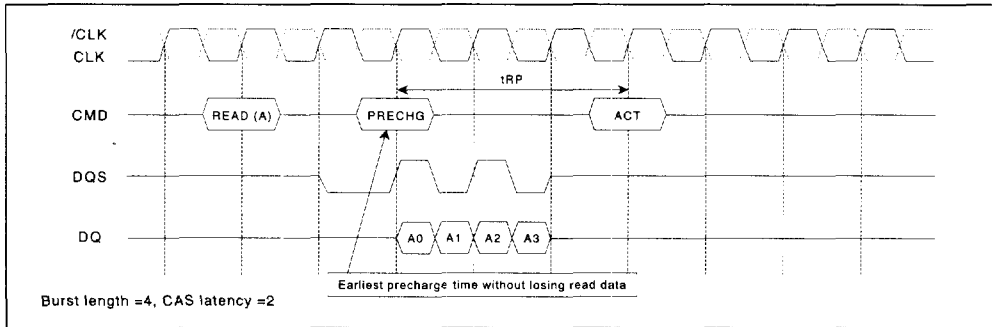 /CLK
CLK
tRP
CMD
READ (A)
PRECHG
ACT
DQS
DQ
A0
A1
A2
A3
Earliest precharge time without losing read data
Burst length =4, CAS latency =2